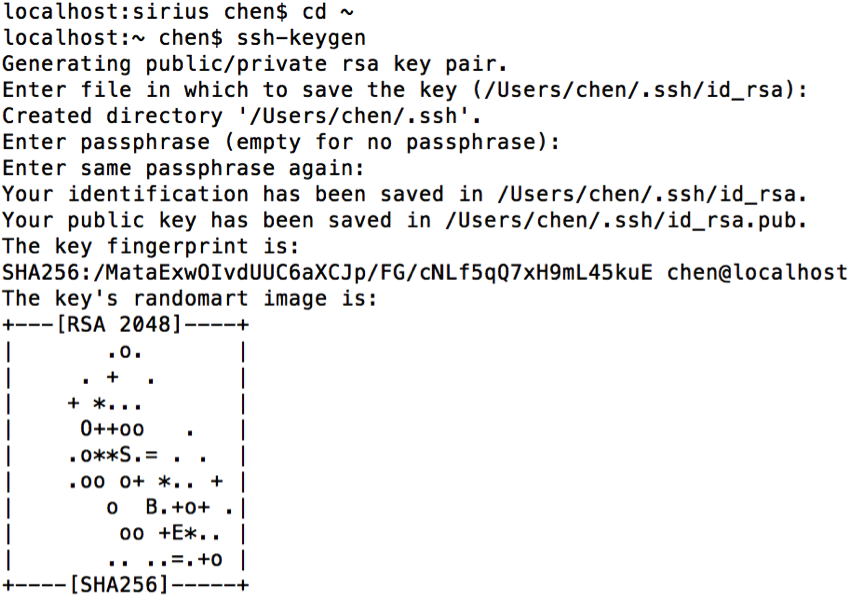 localhost:sirius chen$ cd ~
localhost:~ chen$ ssh-keygen
Generating public/private rsa key pair.
Enter file in which to save the key (/Users/chen/.ssh/id_rsa):
Created directory '/Users/chen/.ssh'.
Enter passphrase (empty for no passphrase):
Enter same passphrase again:
Your identification has been saved in /Users/chen/.ssh/id_rsa.
Your public key has been saved in /Users/chen/.ssh/id_rsa.pub.
The key fingerprint is:
SHA256:/MataExwOIvdUUC6aXCJp/FG/cNLf5qQ7xH9mL45kuE chen@localhost
The key's randomart image is:
+---[RSA 2048]----+
|       .o.       |
|     . +  .      |
|    + *...       |
|     O++oo   .   |
|    .o**S.= . .  |
|    .oo o+ *.. + |
|       o  B.+o+ .|
|        oo +E*.. |
|       .. ..=.+o |
+----[SHA256]-----+